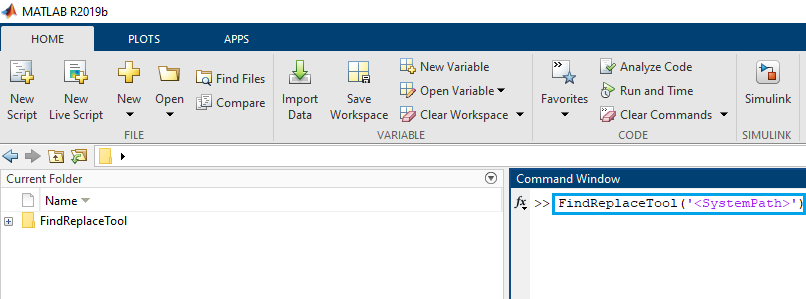 MATLAB R2019b
HOME PLOTS APPS
New Script
New Live Script
New
Open
Find Files
Compare
FILE
Import Data
Save Workspace
New Variable
Open Variable
Clear Workspace
VARIABLE
Favorites
Analyze Code
Run and Time
Clear Commands
CODE
Simulink
SIMULINK
Current Folder
Name
FindReplaceTool
Command Window
fx >> FindReplaceTool('<SystemPath>')